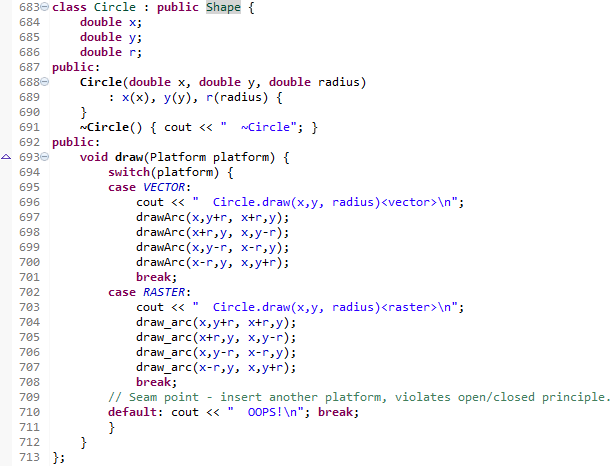 683 class Circle : public Shape {
684     double x;
685     double y;
686     double r;
687 public:
688     Circle(double x, double y, double radius)
689         : x(x), y(y), r(radius) {
690     }
691     ~Circle() { cout << "  ~Circle"; }
692 public:
693     void draw(Platform platform) {
694         switch(platform) {
695         case VECTOR:
696             cout << "  Circle.draw(x,y, radius)<vector>\n";
697             drawArc(x,y+r, x+r,y);
698             drawArc(x+r,y, x,y-r);
699             drawArc(x,y-r, x-r,y);
700             drawArc(x-r,y, x,y+r);
701             break;
702         case RASTER:
703             cout << "  Circle.draw(x,y, radius)<raster>\n";
704             draw_arc(x,y+r, x+r,y);
705             draw_arc(x+r,y, x,y-r);
706             draw_arc(x,y-r, x-r,y);
707             draw_arc(x-r,y, x,y+r);
708             break;
709         // Seam point - insert another platform, violates open/closed principle.
710         default: cout << "  OOPS!\n"; break;
711         }
712     }
713 };